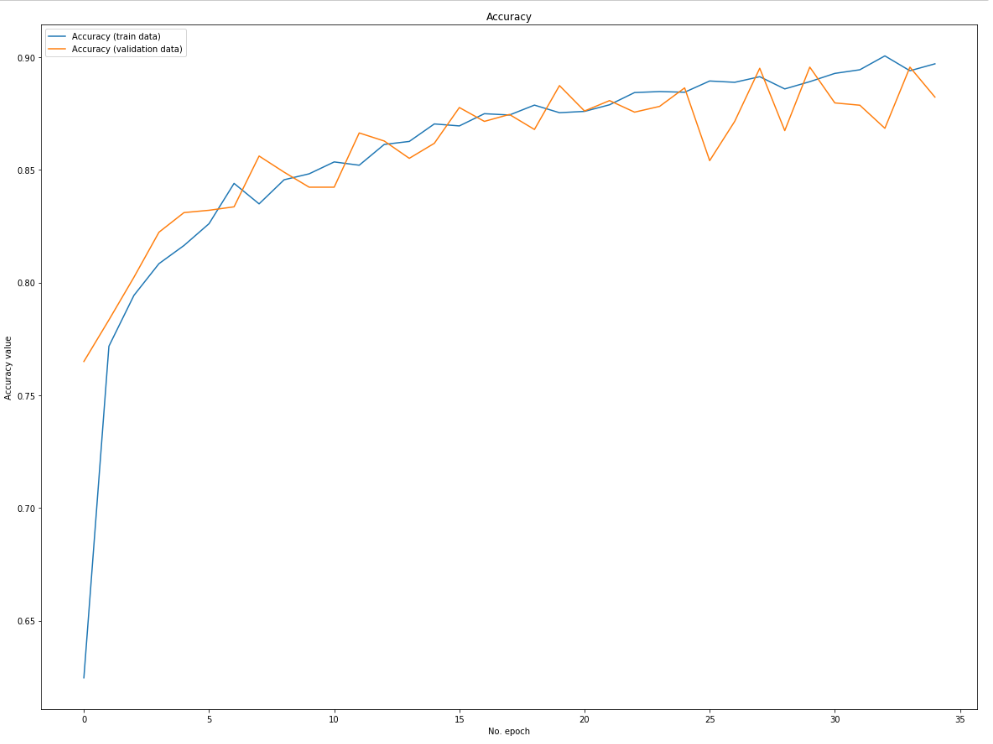 Accuracy
Accuracy (train data)
Accuracy (validation data)
0.90
0.85
0.80
0.75
0.70
0.65
Accuracy value
0 5 10 15 20 25 30 35
No. epoch